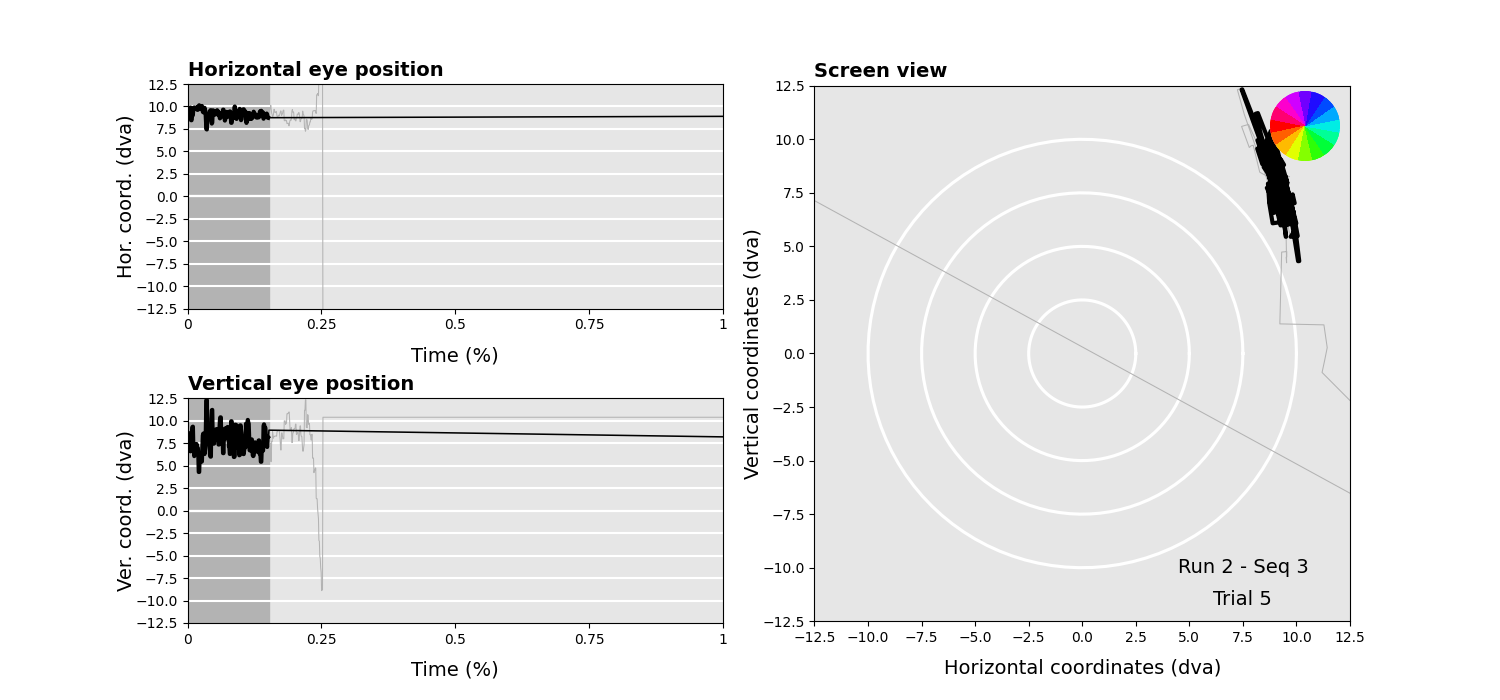 Horizontal eye position
Hor. coord. (dva)
12.5
10.0
7.5
5.0
2.5
0.0
−2.5
−5.0
−7.5
−10.0
−12.5
0 0.25 0.5 0.75 1
Time (%)
Vertical eye position
Ver. coord. (dva)
12.5
10.0
7.5
5.0
2.5
0.0
−2.5
−5.0
−7.5
−10.0
−12.5
0 0.25 0.5 0.75 1
Time (%)
Screen view
Vertical coordinates (dva)
12.5
10.0
7.5
5.0
2.5
0.0
−2.5
−5.0
−7.5
−10.0
−12.5
Run 2 - Seq 3
Trial 5
−12.5 −10.0 −7.5 −5.0 −2.5 0.0 2.5 5.0 7.5 10.0 12.5
Horizontal coordinates (dva)